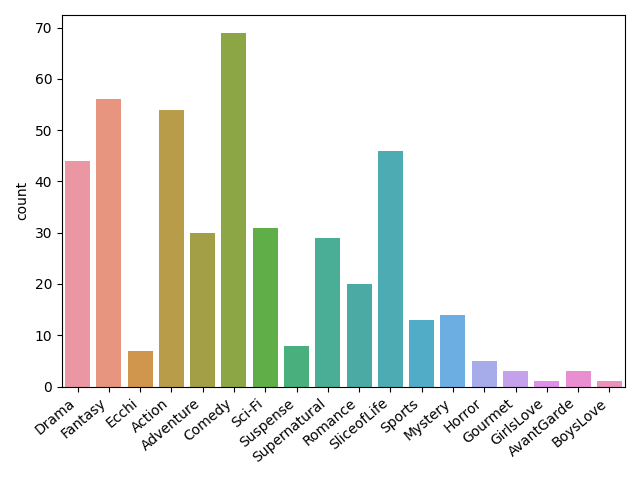 70
60
50
40
30
20
10
0
count
Drama
Fantasy
Ecchi
Action
Adventure
Comedy
Sci-Fi
Suspense
Supernatural
Romance
SliceofLife
Sports
Mystery
Horror
Gourmet
GirlsLove
AvantGarde
BoysLove